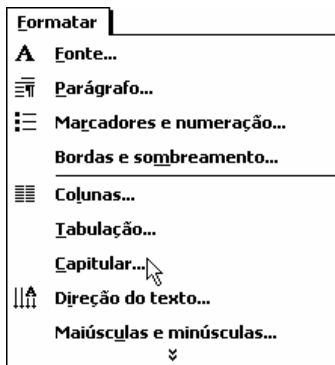 Formatar
Fonte...
Parágrafo...
Marcadores e numeração...
Bordas e sombreamento...
Colunas...
Tabulação...
Capitular...
Direção do texto...
Maiúsculas e minúsculas...